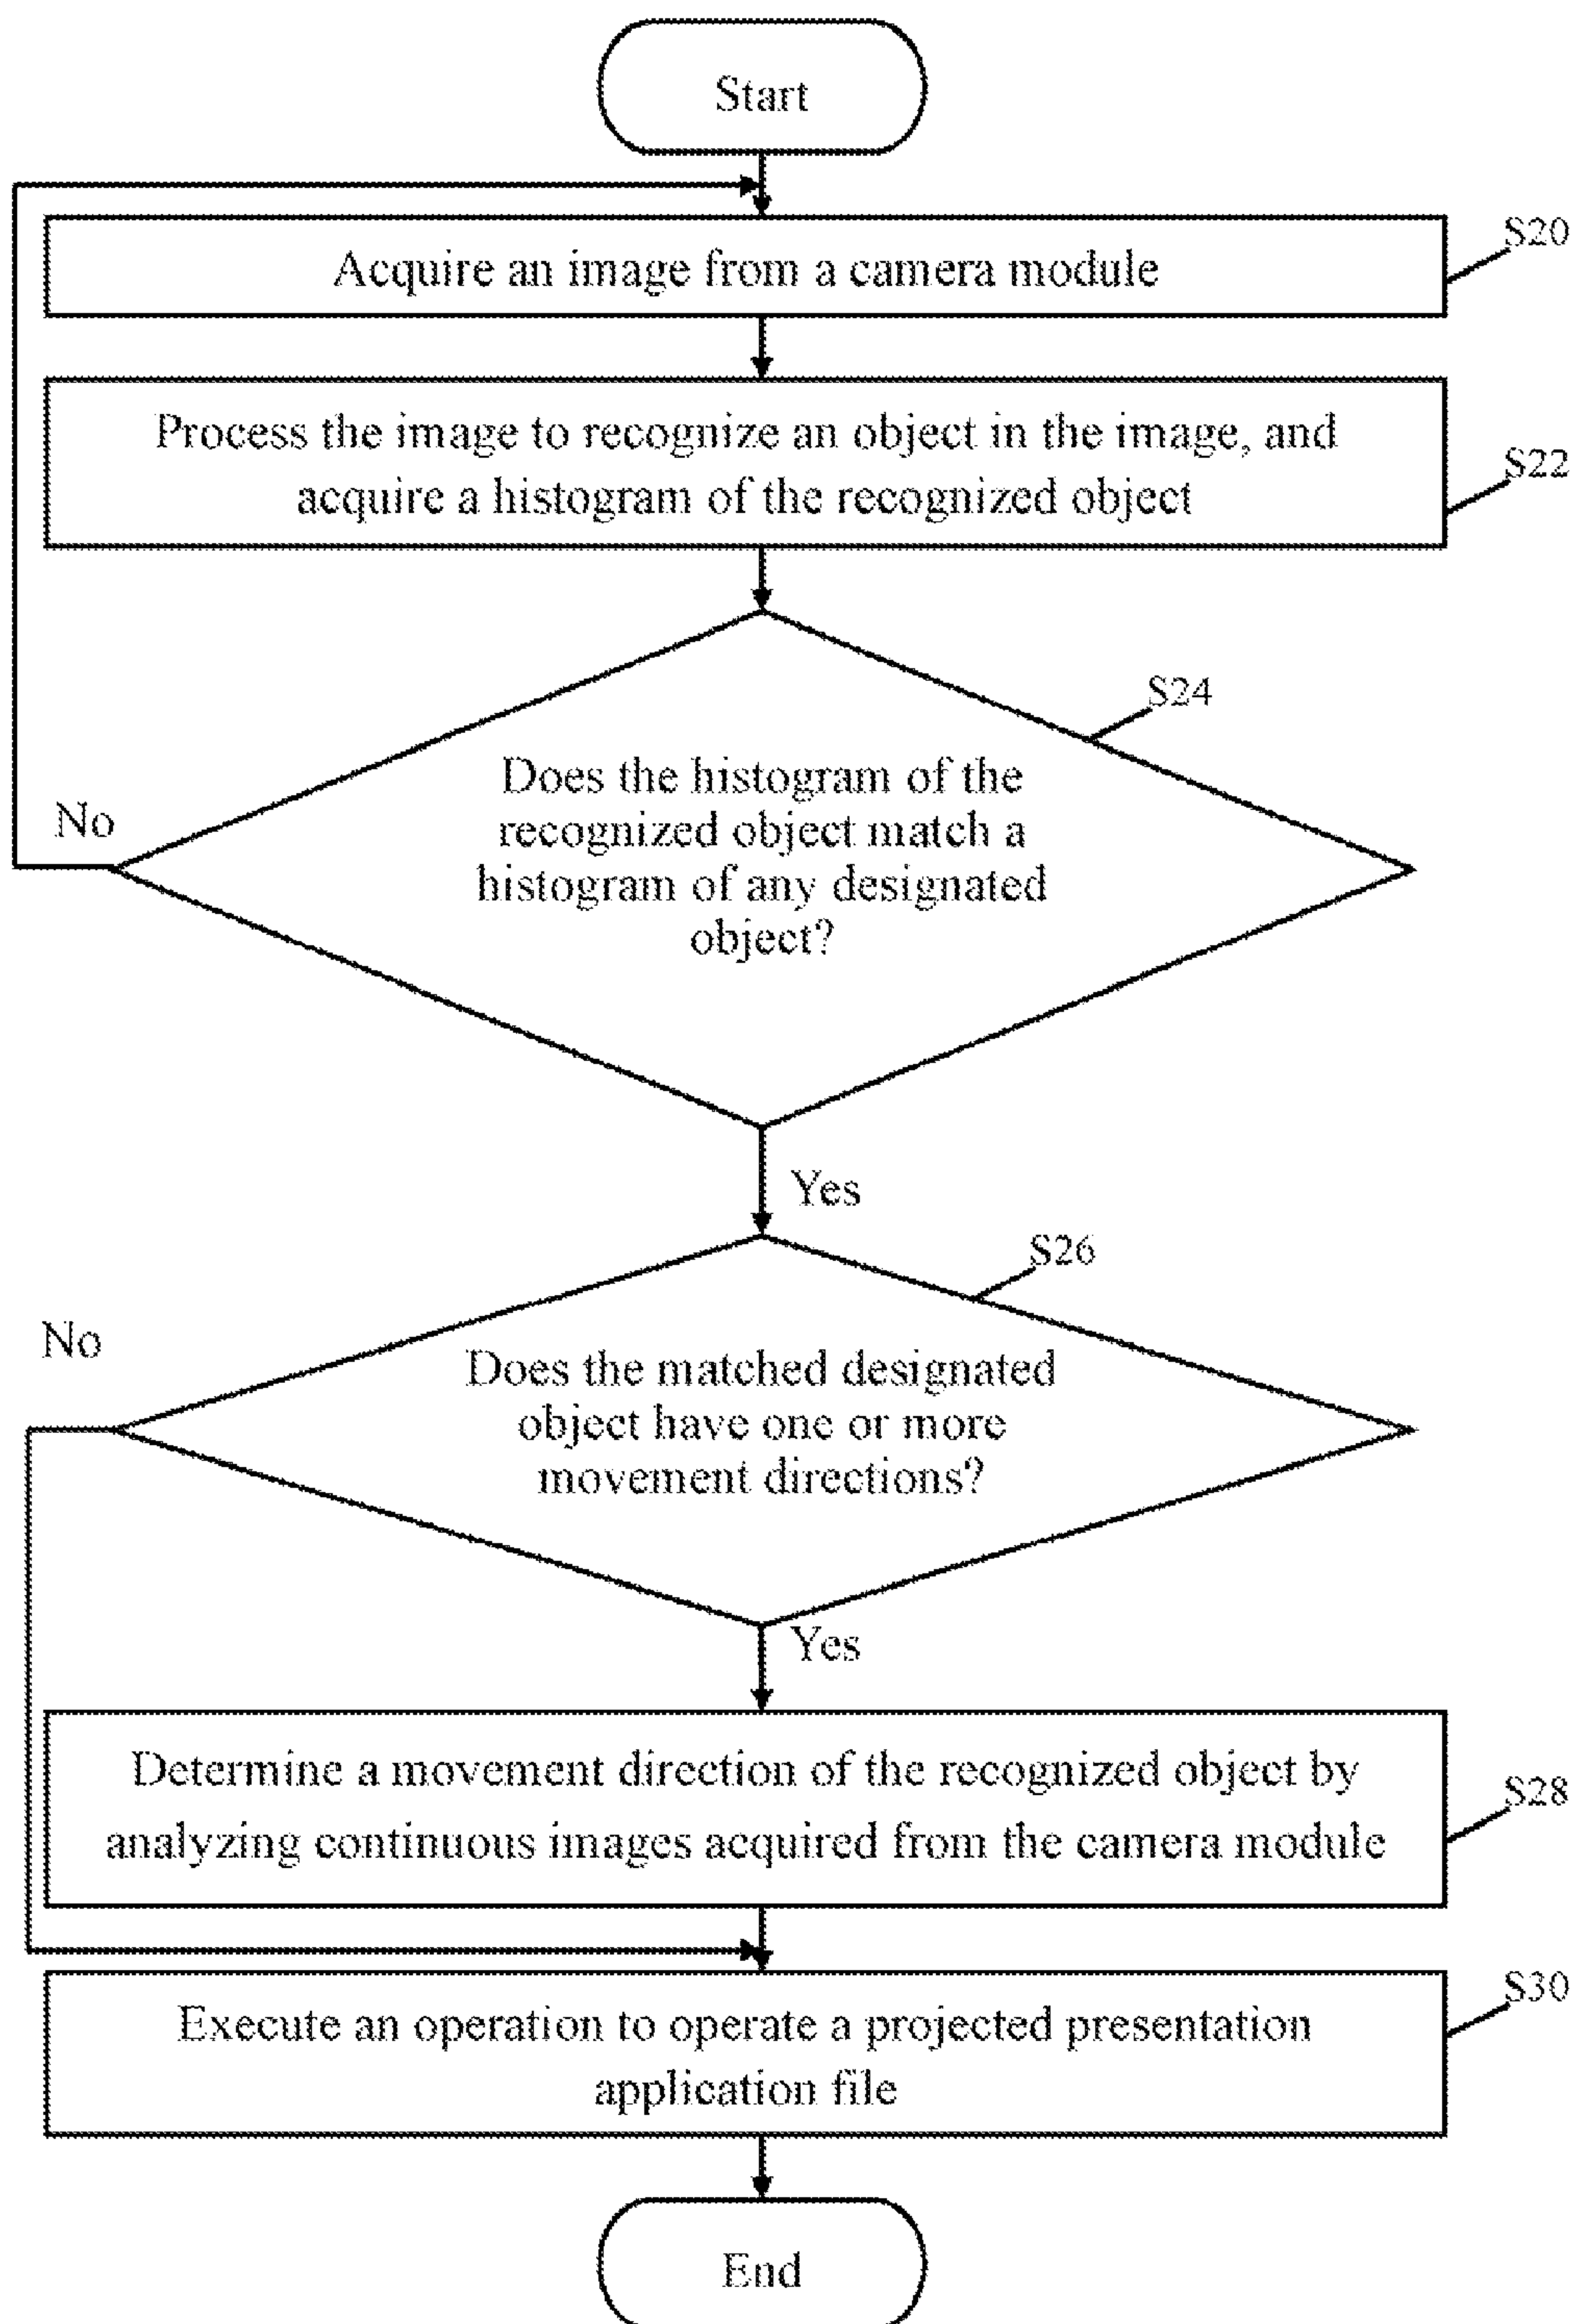 Start
Acquire an image from a camera module
S20
Process the image to recognize an object in the image, and
acquire a histogram of the recognized object
S22
S24
Does the histogram of the
recognized object match a
histogram of any designated
object?
No
Yes
S26
No
Does the matched designated
object have one or more
movement directions?
Yes
Determine a movement direction of the recognized object by
analyzing continuous images acquired from the camera module
S28
Execute an operation to operate a projected presentation
application file
S30
End